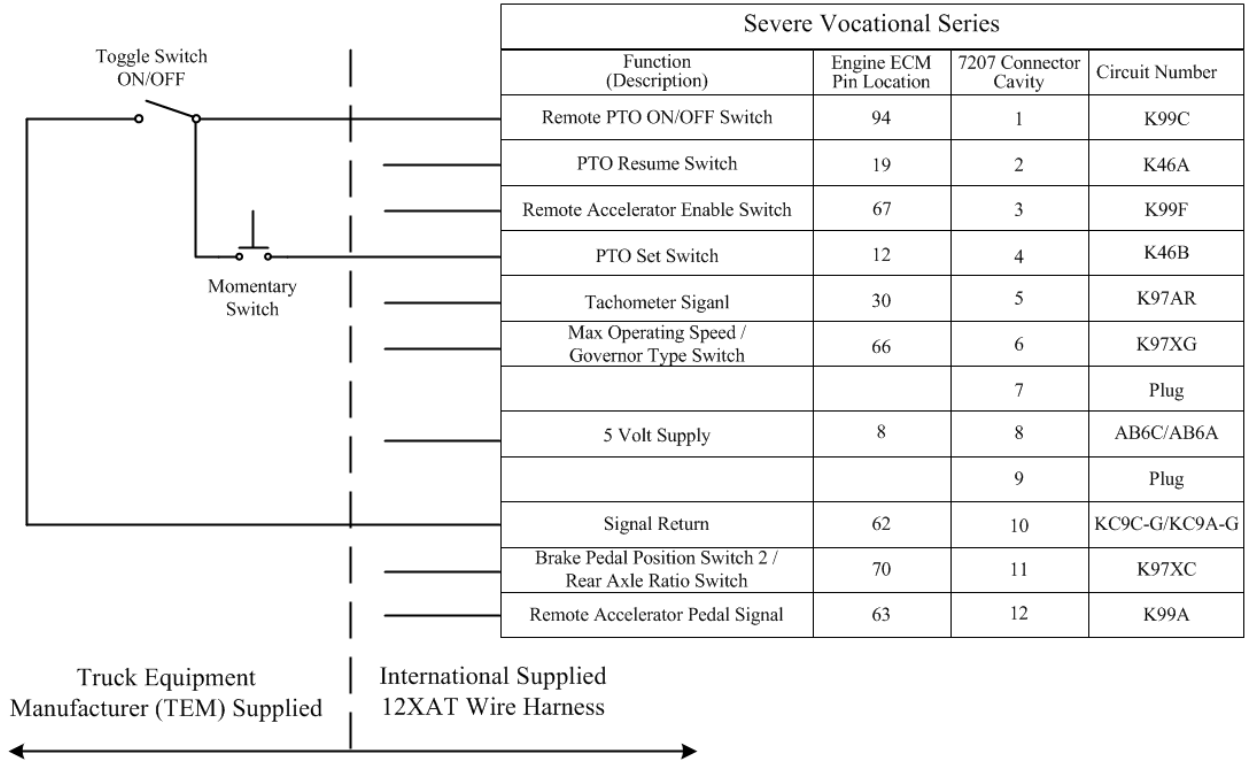 Severe Vocational Series
Toggle Switch
ON/OFF
Function
(Description)
Engine ECM
Pin Location
7207 Connector
Cavity
Circuit Number
Remote PTO ON/OFF Switch 94 1 K99C
PTO Resume Switch 19 2 K46A
Remote Accelerator Enable Switch 67 3 K99F
PTO Set Switch 12 4 K46B
Momentary
Switch
Tachometer Siganl 30 5 K97AR
Max Operating Speed /
Governor Type Switch 66 6 K97XG
7 Plug
5 Volt Supply 8 8 AB6C/AB6A
9 Plug
Signal Return 62 10 KC9C-G/KC9A-G
Brake Pedal Position Switch 2 /
Rear Axle Ratio Switch 70 11 K97XC
Remote Accelerator Pedal Signal 63 12 K99A
Truck Equipment
Manufacturer (TEM) Supplied
International Supplied
12XAT Wire Harness